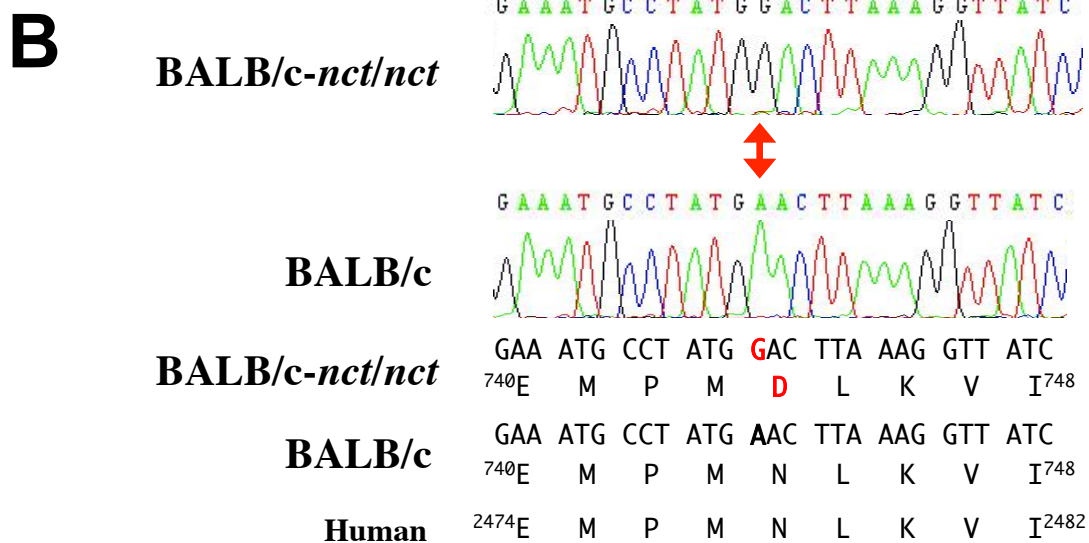 B
G A A A T G C C T A T G G A C T T A A A G G T T A T C
BALB/c-nct/nct
G A A A T G C C T A T G A A C T T A A A G G T T A T C
BALB/c
GAA ATG CCT ATG GAC TTA AAG GTT ATC
BALB/c-nct/nct
740E M P M D L K V I748
GAA ATG CCT ATG AAC TTA AAG GTT ATC
BALB/c
740E M P M N L K V I748
Human 2474E M P M N L K V I2482